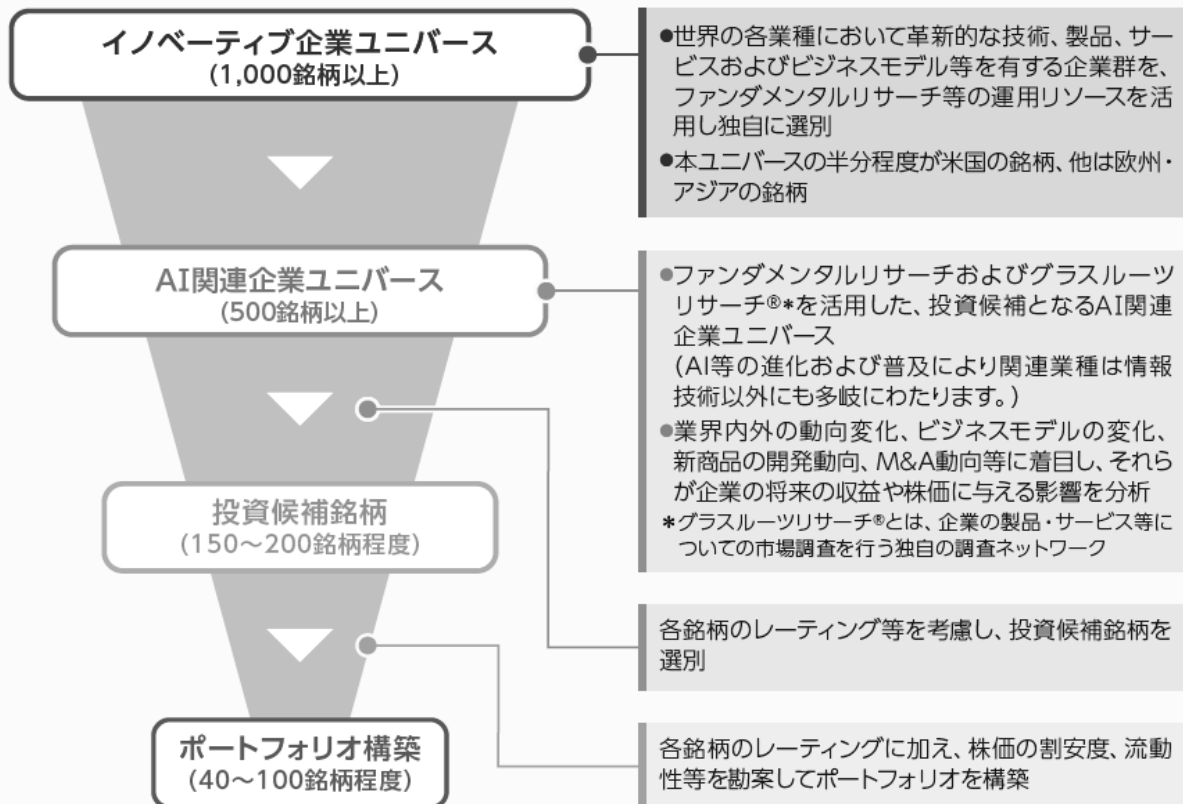 イノベーティブ企業ユニバース
(1,000銘柄以上)
●世界の各業種において革新的な技術、製品、サー
ビスおよびビジネスモデル等を有する企業群を、
ファンダメンタルリサーチ等の運用リソースを活
用し独自に選別
●本ユニバースの半分程度が米国の銘柄、他は欧州・
アジアの銘柄
AI関連企業ユニバース
(500銘柄以上)
●ファンダメンタルリサーチおよびグラスルーツ
リサーチ®*を活用した、投資候補となるAI関連
企業ユニバース
(AI等の進化および普及により関連業種は情報
技術以外にも多岐にわたります。)
●業界内外の動向変化、ビジネスモデルの変化、
新商品の開発動向、M&A動向等に着目し、それら
が企業の将来の収益や株価に与える影響を分析
*グラスルーツリサーチ®とは、企業の製品・サービス等に
ついての市場調査を行う独自の調査ネットワーク
投資候補銘柄
(150〜200銘柄程度)
各銘柄のレーティング等を考慮し、投資候補銘柄を
選別
ポートフォリオ構築
(40〜100銘柄程度)
各銘柄のレーティングに加え、株価の割安度、流動
性等を勘案してポートフォリオを構築